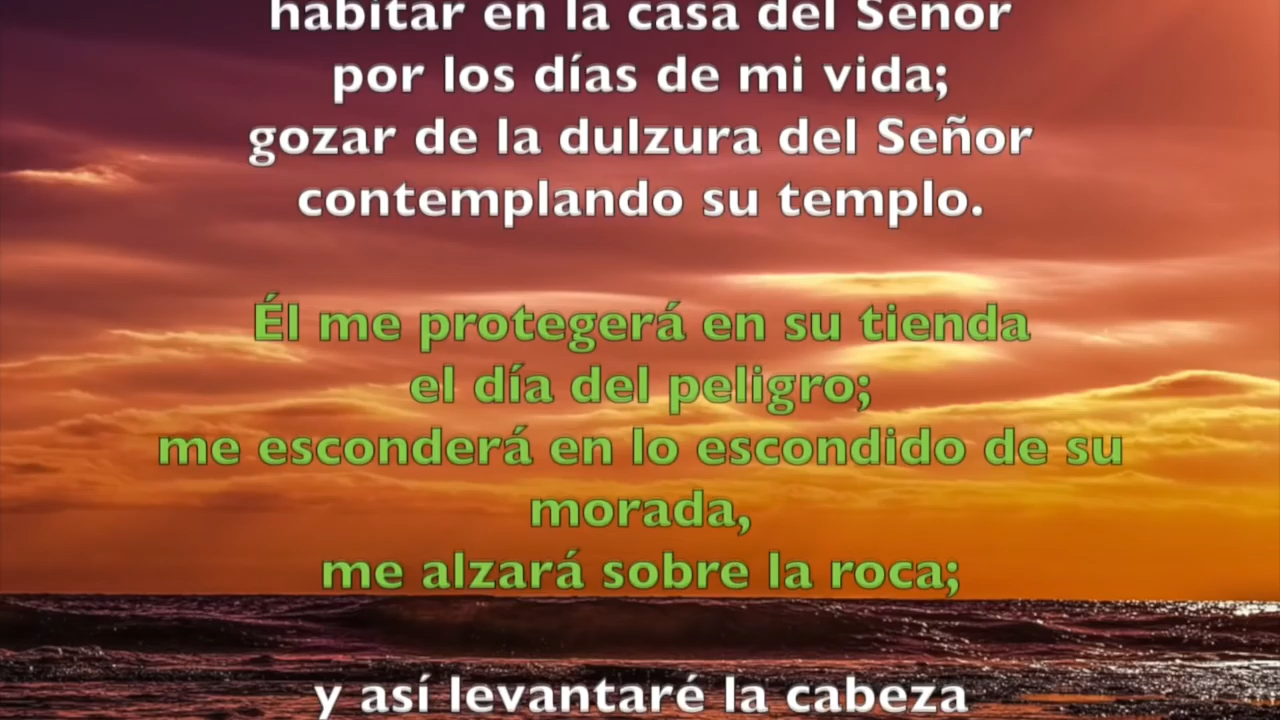 habitar en la casa del Señor
por los días de mi vida;
gozar de la dulzura del Señor
contemplando su templo.
Él me protegerá en su tienda
el día del peligro;
me esconderá en lo escondido de su
morada,
me alzará sobre la roca;
y así levantaré la cabeza